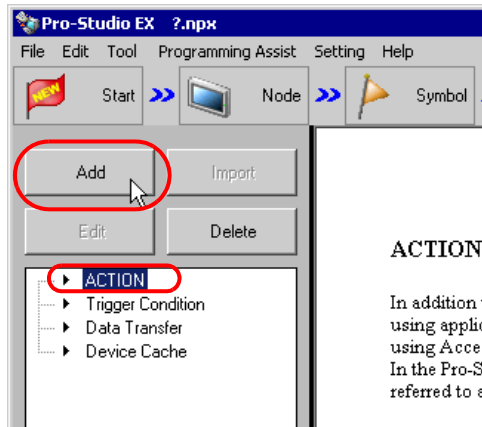 Pro-Studio EX ?.npx
File Edit Tool Programming Assist Setting Help
NEW Start Node Symbol
Add Import
Edit Delete
ACTION
Trigger Condition
Data Transfer
Device Cache
ACTION
In addition
using appli
using Acce
In the Pro-S
referred to a